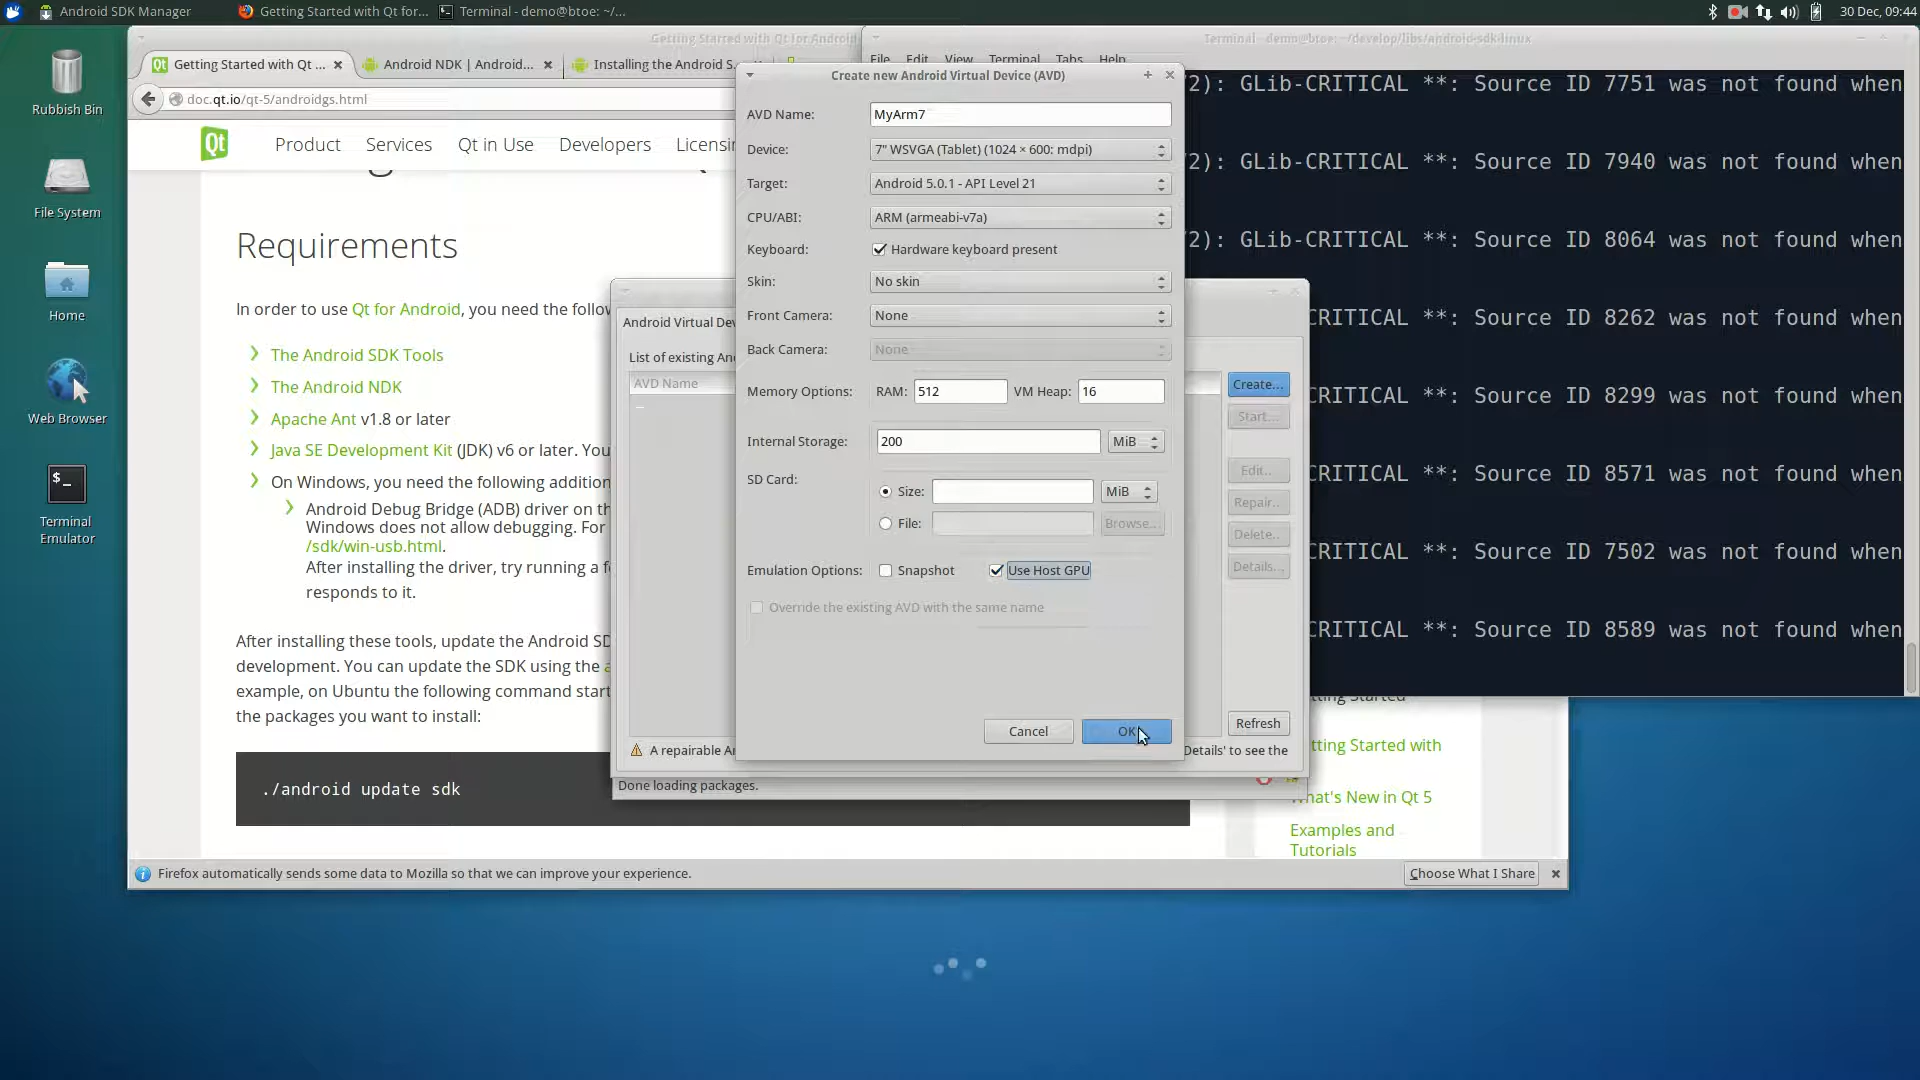 Android SDK Manager
Getting Started with Qt for...
Terminal - demo@btoe: ~/...
30 Dec, 09:44
Rubbish Bin
File System
Home
Web Browser
Terminal
Emulator
Getting Started with Qt for Android
Getting Started with Qt ...
Android NDK | Android...
Installing the Android S...
doc.qt.io/qt-5/androidgs.html
Qt
Product
Services
Qt in Use
Developers
Requirements
In order to use Qt for Android, you need the
The Android SDK Tools
The Android NDK
Apache Ant v1.8 or later
Java SE Development Kit (JDK) v6 or later. You
On Windows, you need the following
Android Debug Bridge (ADB) driver on
Windows does not allow debugging. For
/sdk/win-usb.html.
After installing the driver, try running a
responds to it.
After installing these tools, update the Android
development. You can update the SDK using the
example, on Ubuntu the following command
the packages you want to install:
./android update sdk
Started
Getting Started with
What's New in Qt 5
Examples and
Tutorials
Firefox automatically sends some data to Mozilla so that we can improve your experience.
Choose What I Share
Terminal - demo@btoe: ~/develop/libs/android-sdk-linux
File Edit View Terminal Tabs Help
2): GLib-CRITICAL **: Source ID 7751 was not found when
2): GLib-CRITICAL **: Source ID 7940 was not found when
2): GLib-CRITICAL **: Source ID 8064 was not found when
CRITICAL **: Source ID 8262 was not found when
CRITICAL **: Source ID 8299 was not found when
CRITICAL **: Source ID 8571 was not found when
CRITICAL **: Source ID 7502 was not found when
CRITICAL **: Source ID 8589 was not found when
Android Virtual
List of existing
AVD Name
Create...
Start...
Edit...
Repair...
Delete...
Details...
Refresh
A repairable
Details' to see the
Done loading packages.
Create new Android Virtual Device (AVD)
AVD Name: MyArm7
Device: 7" WSVGA (Tablet) (1024 × 600: mdpi)
Target: Android 5.0.1 - API Level 21
CPU/ABI: ARM (armeabi-v7a)
Keyboard: Hardware keyboard present
Skin: No skin
Front Camera: None
Back Camera: None
Memory Options: RAM: 512 VM Heap: 16
Internal Storage: 200 MiB
SD Card:
Size: MiB
File: Browse...
Emulation Options: Snapshot Use Host GPU
Override the existing AVD with the same name
Cancel
OK